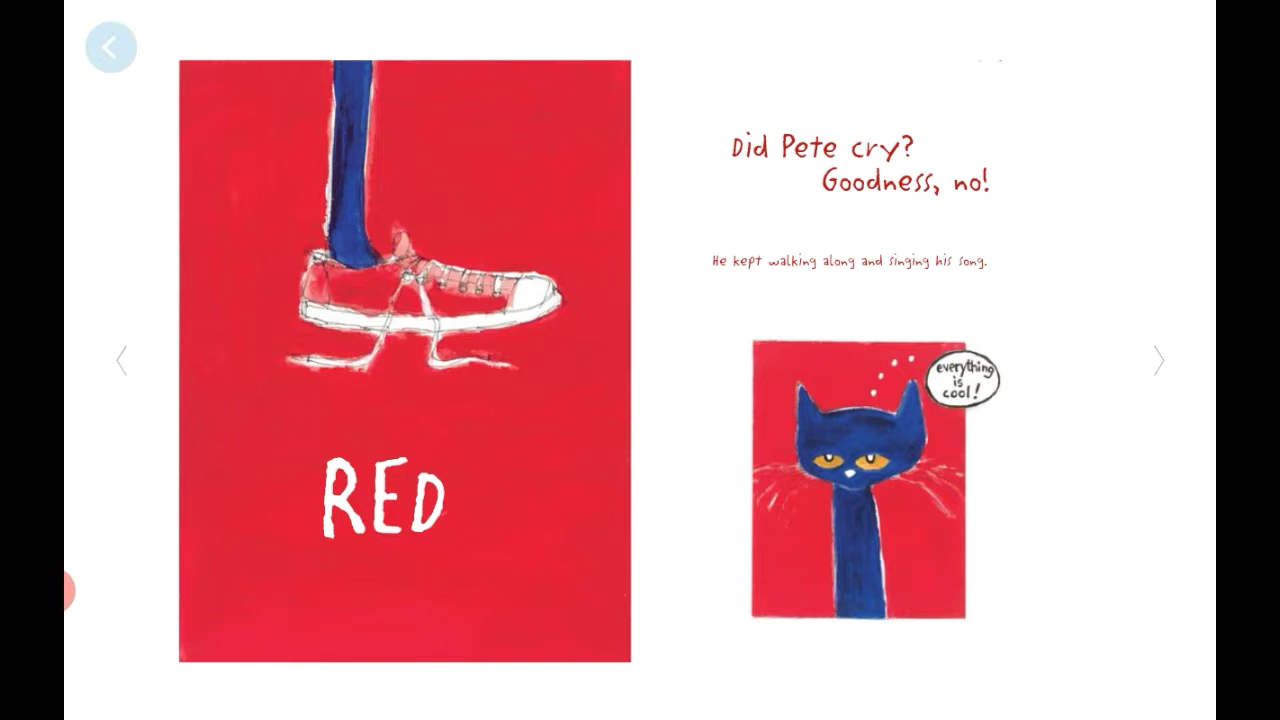 RED
Did Pete cry?
Goodness, no!
He kept walking along and singing his song.
everything
is
cool!